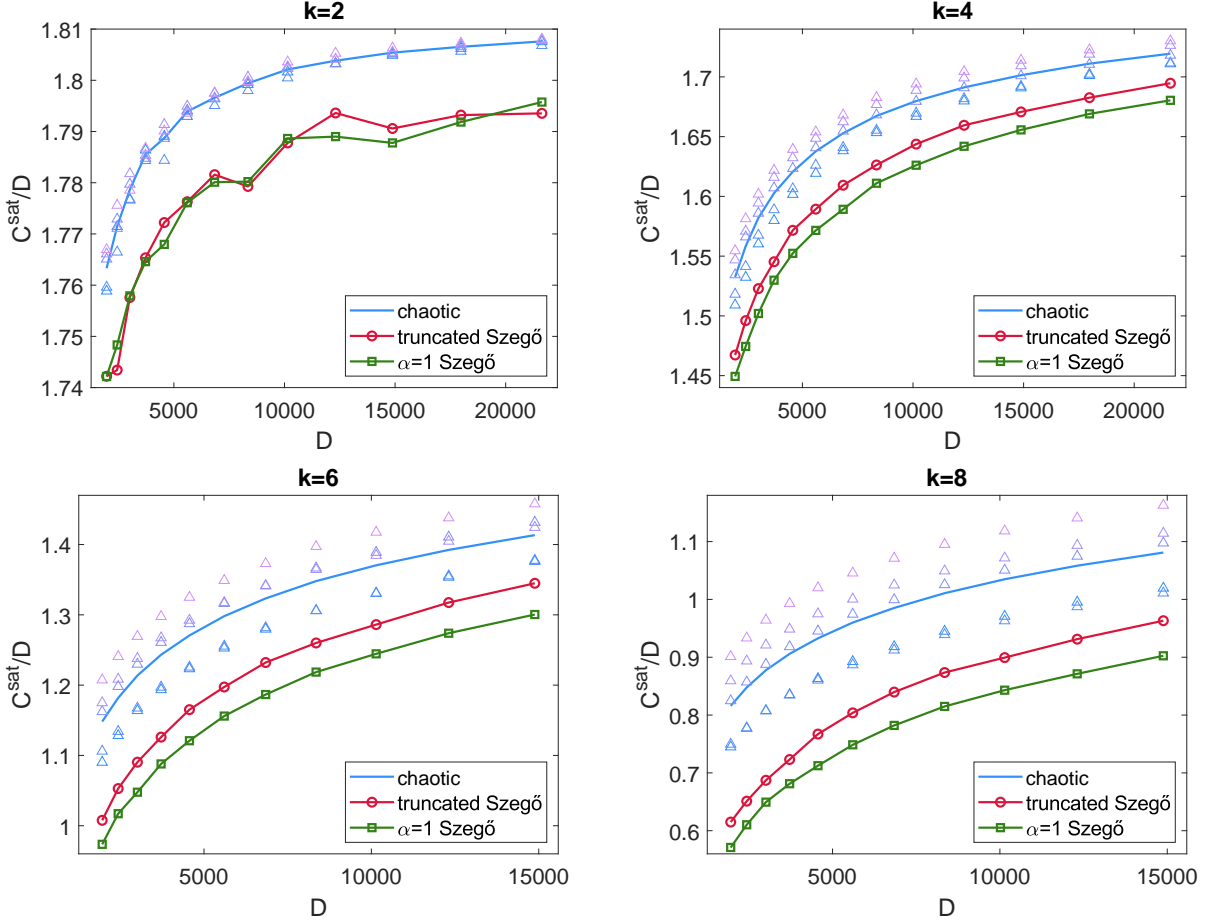 k=2
C^sat/D
1.81
1.8
1.79
1.78
1.77
1.76
1.75
1.74
5000 10000 15000 20000
D
chaotic
truncated Szegő
α=1 Szegő
k=4
C^sat/D
1.7
1.65
1.6
1.55
1.5
1.45
5000 10000 15000 20000
D
chaotic
truncated Szegő
α=1 Szegő
k=6
C^sat/D
1.4
1.3
1.2
1.1
1
5000 10000 15000
D
chaotic
truncated Szegő
α=1 Szegő
k=8
C^sat/D
1.1
1
0.9
0.8
0.7
0.6
5000 10000 15000
D
chaotic
truncated Szegő
α=1 Szegő